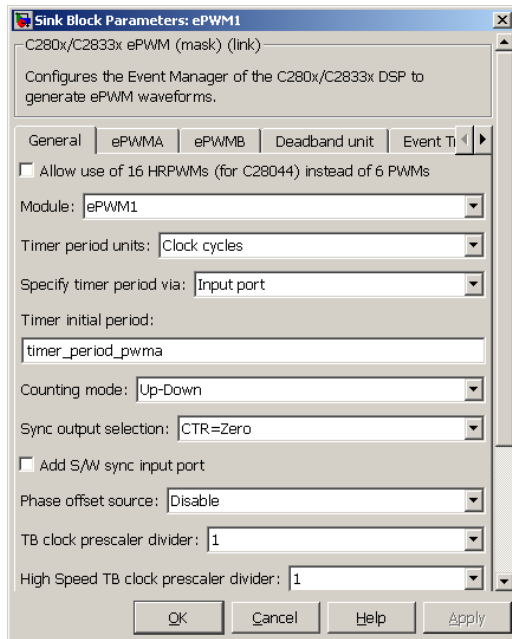 Sink Block Parameters: ePWM1
C280x/C2833x ePWM (mask) (link)
Configures the Event Manager of the C280x/C2833x DSP to
generate ePWM waveforms.
General ePWMA ePWMB Deadband unit Event Tr
Allow use of 16 HRPWMs (for C28044) instead of 6 PWMs
Module: ePWM1
Timer period units: Clock cycles
Specify timer period via: Input port
Timer initial period:
timer_period_pwma
Counting mode: Up-Down
Sync output selection: CTR=Zero
Add S/W sync input port
Phase offset source: Disable
TB clock prescaler divider: 1
High Speed TB clock prescaler divider: 1
OK Cancel Help Apply